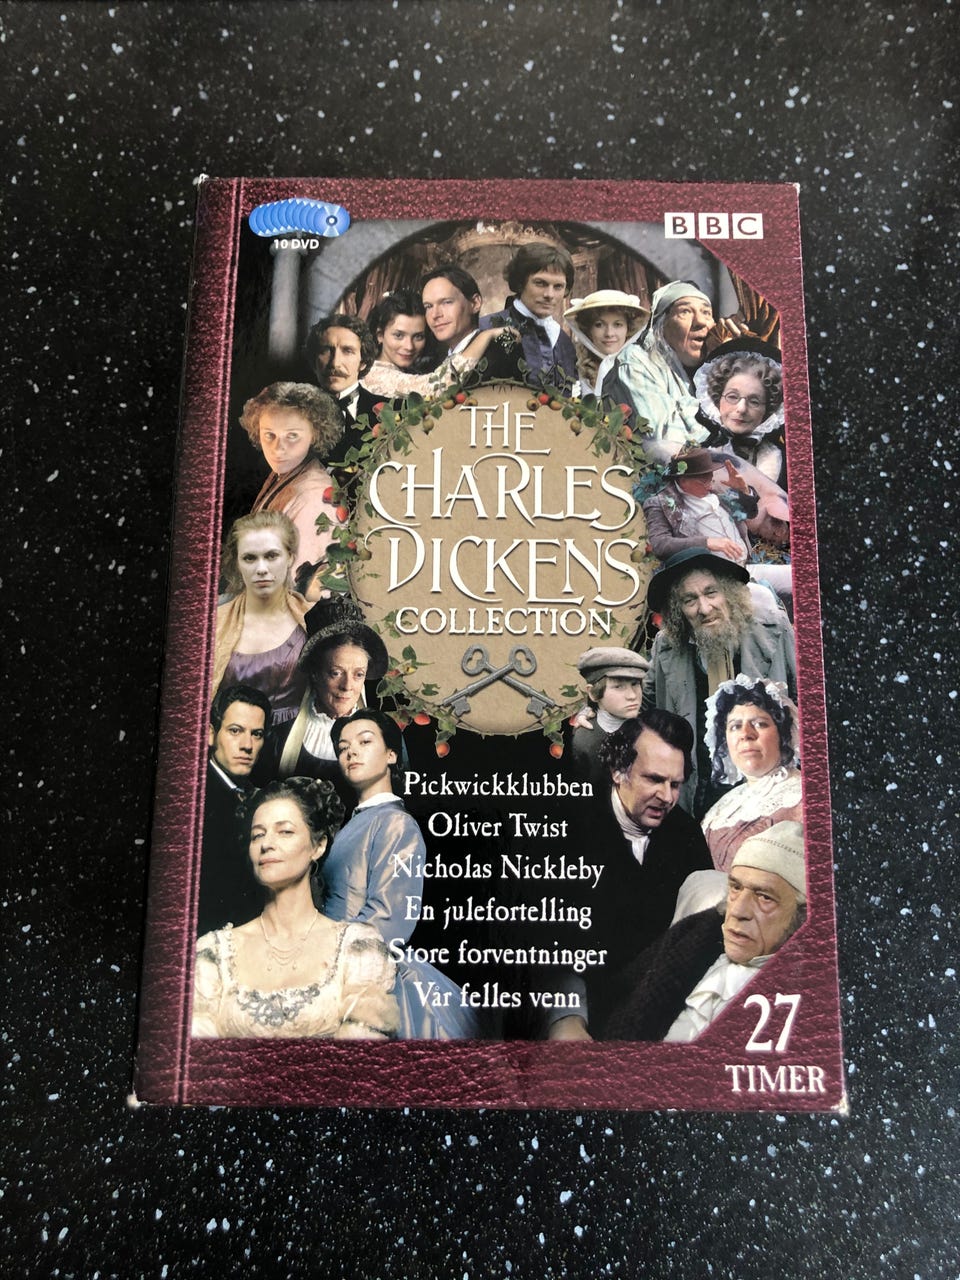 10 DVD
BBC
THE
CHARLES
DICKENS
COLLECTION
Pickwickklubben
Oliver Twist
Nicholas Nickleby
En julefortelling
Store forventninger
Vår felles venn
27
TIMER